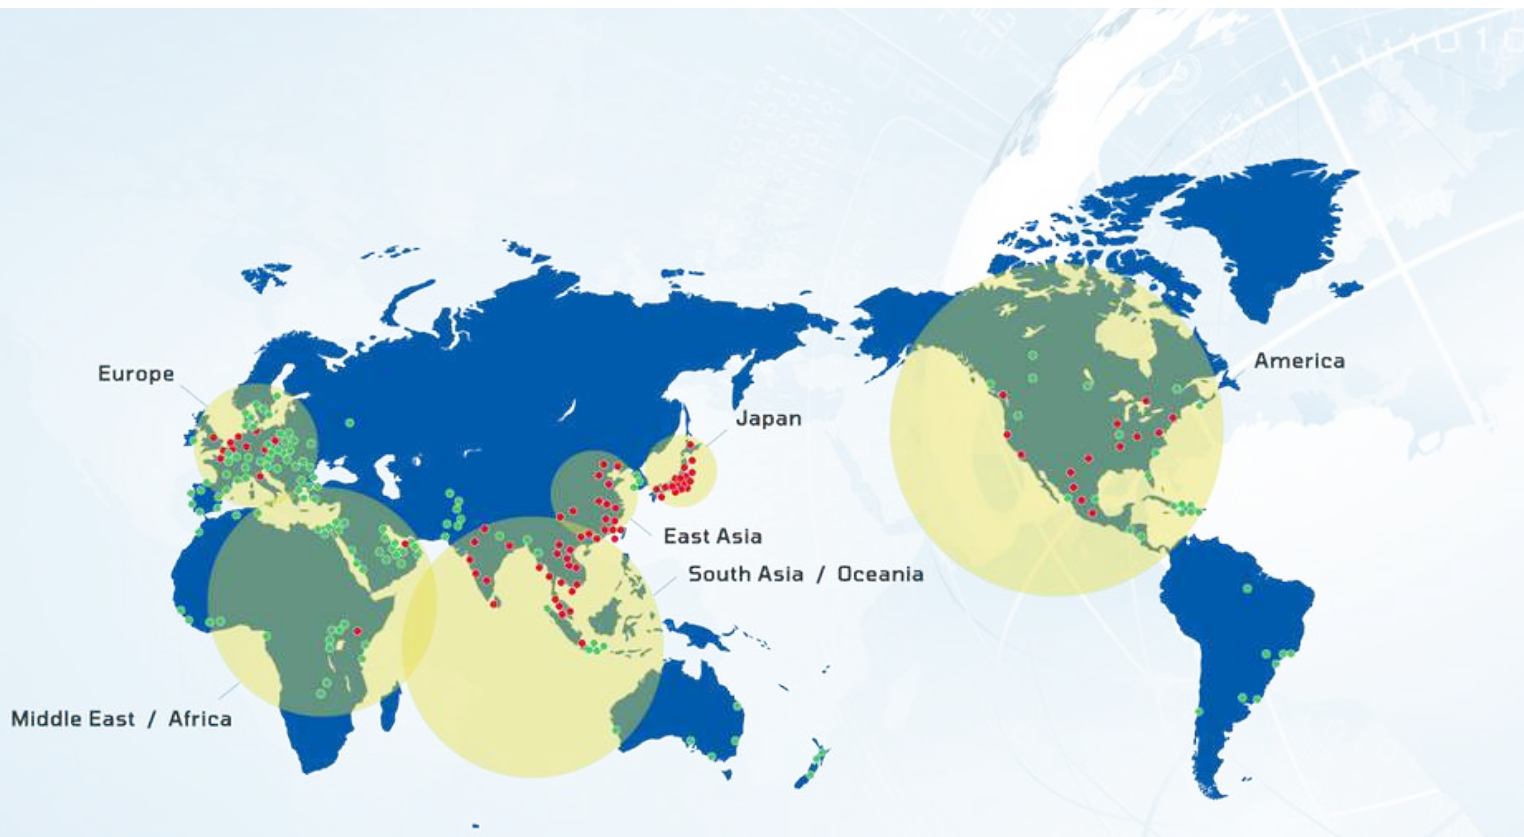 Europe
America
Japan
East Asia
South Asia / Oceania
Middle East / Africa